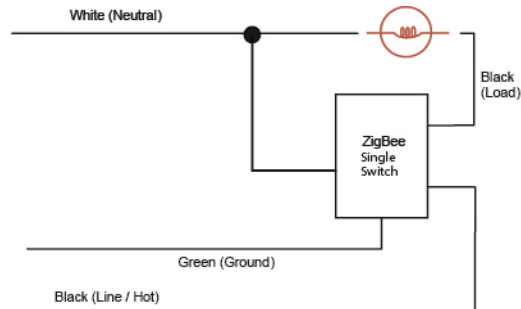 White (Neutral)
Black
(Load)
ZigBee
Single
Switch
Green (Ground)
Black (Line / Hot)